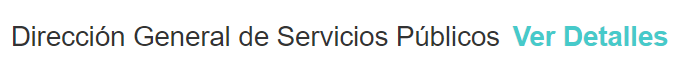 Dirección General de Servicios Públicos Ver Detalles